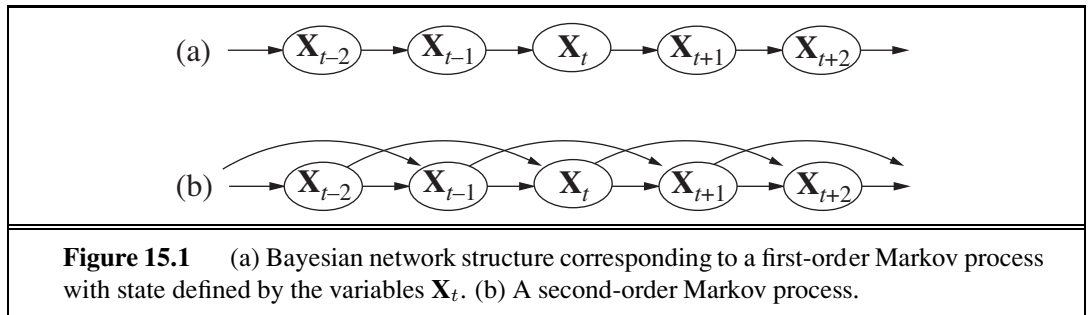 (a) X_{t–2} X_{t–1} X_t X_{t+1} X_{t+2}
(b) X_{t–2} X_{t–1} X_t X_{t+1} X_{t+2}
Figure 15.1 (a) Bayesian network structure corresponding to a first-order Markov process
with state defined by the variables X_t. (b) A second-order Markov process.